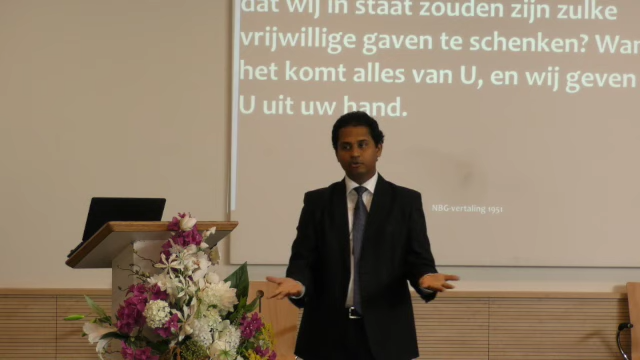 dat wij in staat zouden zijn zulke
vrijwillige gaven te schenken?
het komt alles van U, en wij geven
U uit uw hand.
NBG-vertaling 1951